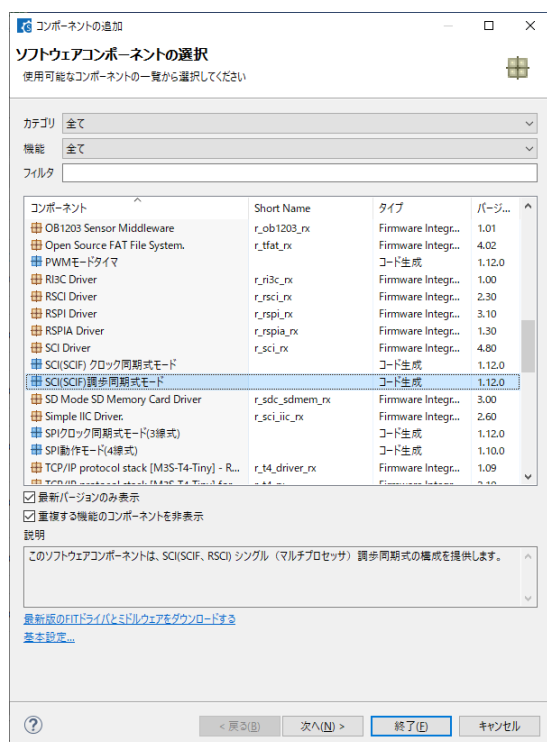 コンポーネントの追加
ソフトウェアコンポーネントの選択
使用可能なコンポーネントの一覧から選択してください
カテゴリ 全て
機能 全て
フィルタ
コンポーネント Short Name タイプ バージ...
OB1203 Sensor Middleware r_ob1203_rx Firmware Integr... 1.01
Open Source FAT File System. r_tfat_rx Firmware Integr... 4.02
PWMモードタイマ コード生成 1.12.0
RI3C Driver r_ri3c_rx Firmware Integr... 1.00
RSCI Driver r_rsci_rx Firmware Integr... 2.30
RSPI Driver r_rspi_rx Firmware Integr... 3.10
RSPIA Driver r_rspia_rx Firmware Integr... 1.30
SCI Driver r_sci_rx Firmware Integr... 4.80
SCI(SCIF) クロック同期式モード コード生成 1.12.0
SCI(SCIF)調歩同期式モード コード生成 1.12.0
SD Mode SD Memory Card Driver r_sdc_sdmem_rx Firmware Integr... 3.00
Simple IIC Driver. r_sci_iic_rx Firmware Integr... 2.60
SPIクロック同期式モード(3線式) コード生成 1.12.0
SPI動作モード(4線式) コード生成 1.10.0
TCP/IP protocol stack [M3S-T4-Tiny] - R... r_t4_driver_rx Firmware Integr... 1.09
最新バージョンのみ表示
重複する機能のコンポーネントを非表示
説明
このソフトウェアコンポーネントは、SCI(SCIF、RSCI) シングル（マルチプロセッサ）調歩同期式の構成を提供します。
最新版のFITドライバとミドルウェアをダウンロードする
基本設定...
? < 戻る(B) 次へ(N) > 終了(F) キャンセル